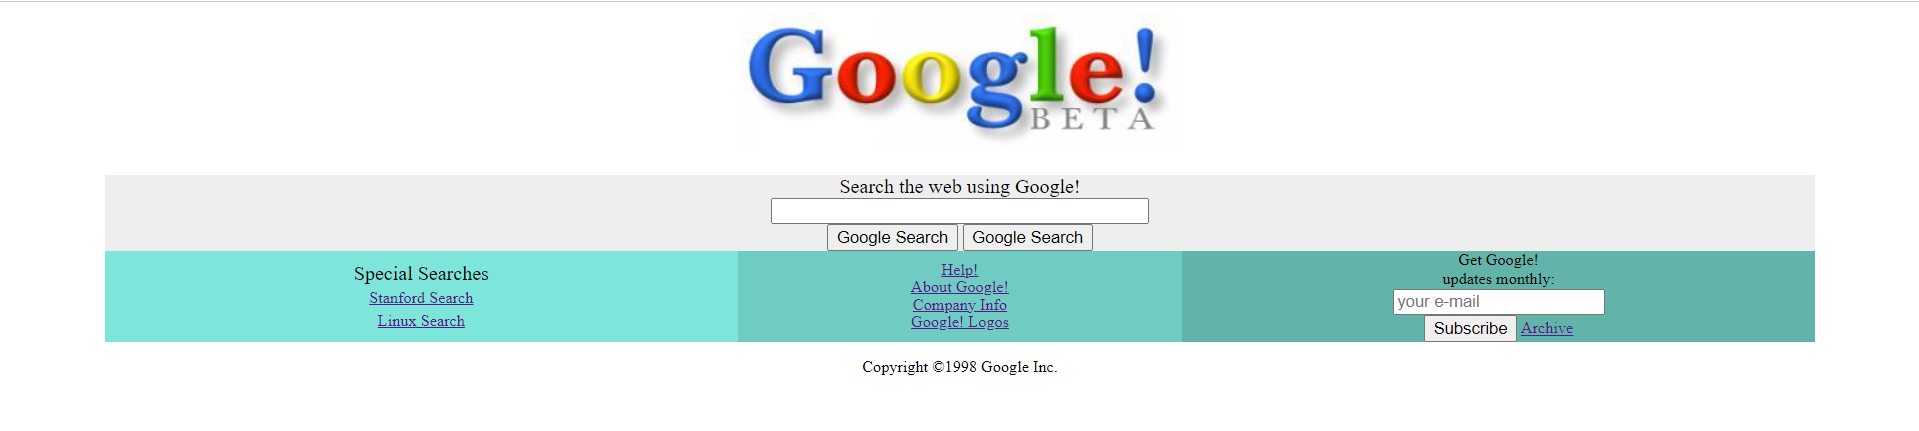 Google!
BETA
Search the web using Google!
Google Search Google Search
Special Searches
Stanford Search
Linux Search
Help!
About Google!
Company Info
Google! Logos
Get Google!
updates monthly:
your e-mail
Subscribe Archive
Copyright ©1998 Google Inc.